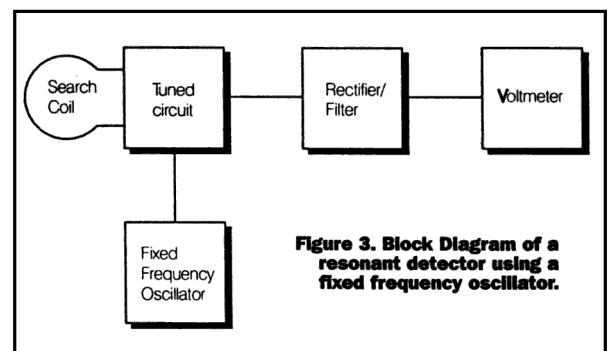 Search
Coil
Tuned
circuit
Rectifier/
Filter
Voltmeter
Fixed
Frequency
Oscillator
Figure 3. Block Diagram of a
resonant detector using a
fixed frequency oscillator.